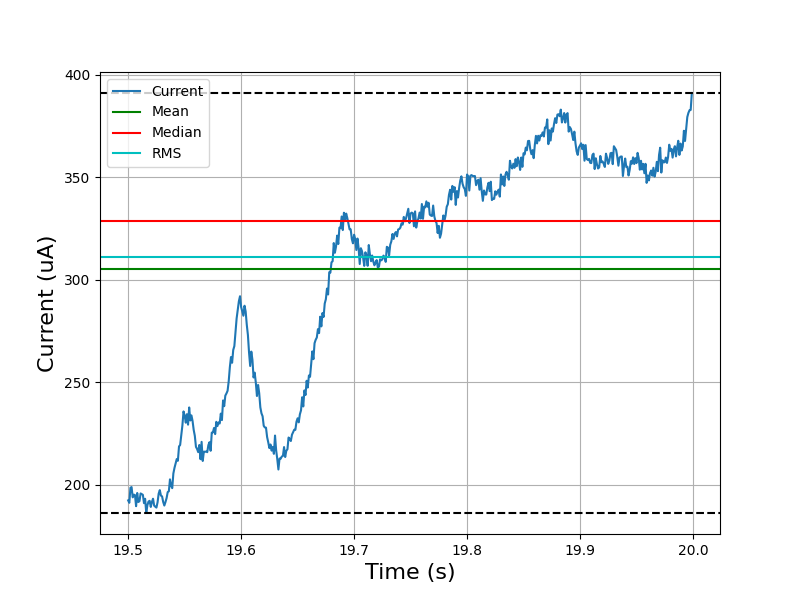 400
350
300
250
200
Current (uA)
Current
Mean
Median
RMS
19.5
19.6
19.7
19.8
19.9
20.0
Time (s)